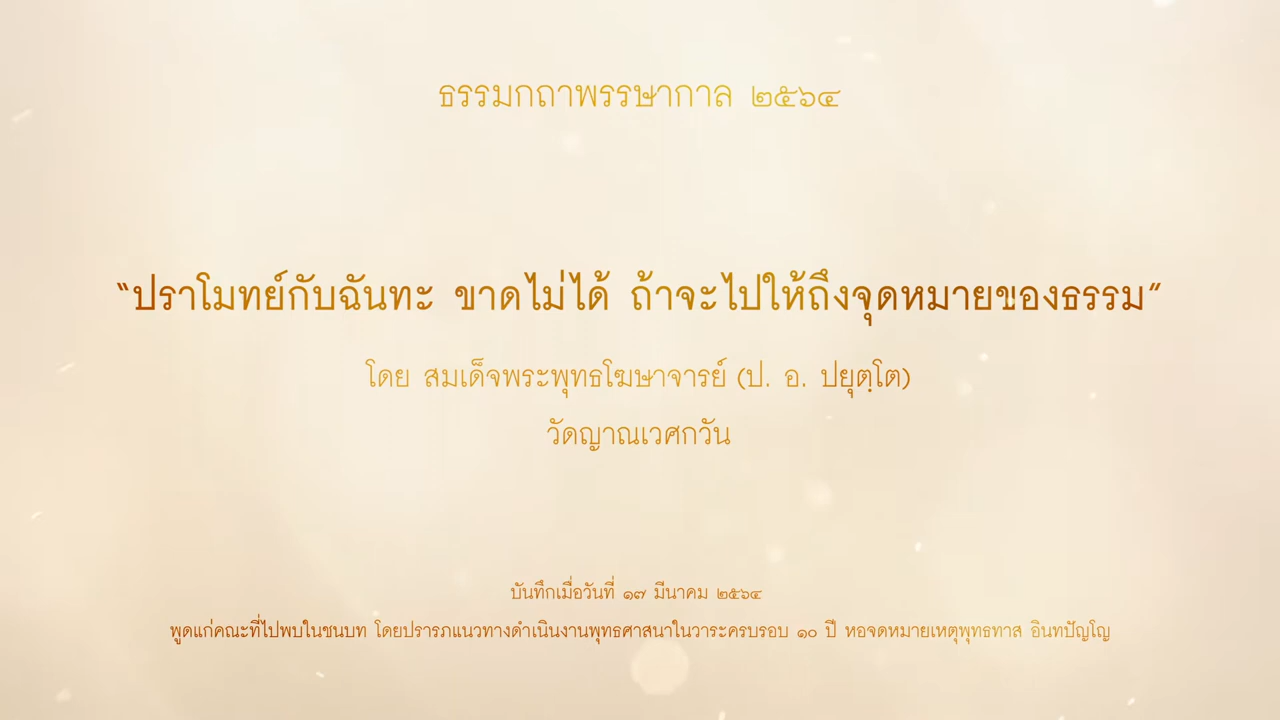 ธรรมกถาพรรษากาล ๒๕๖๔
“ปราโมทย์กับฉันทะ ขาดไม่ได้ ถ้าจะไปให้ถึงจุดหมายของธรรม”
โดย สมเด็จพระพุทธโฆษาจารย์ (ป. อ. ปยุตฺโต)
วัดญาณเวศกวัน
บันทึกเมื่อวันที่ ๑๗ มีนาคม ๒๕๖๔
พูดแก่คณะที่ไปพบในชนบท โดยปรารภแนวทางดำเนินงานพุทธศาสนาในวาระครบรอบ ๑๐ ปี หอจดหมายเหตุพุทธทาส อินทปัญโญ